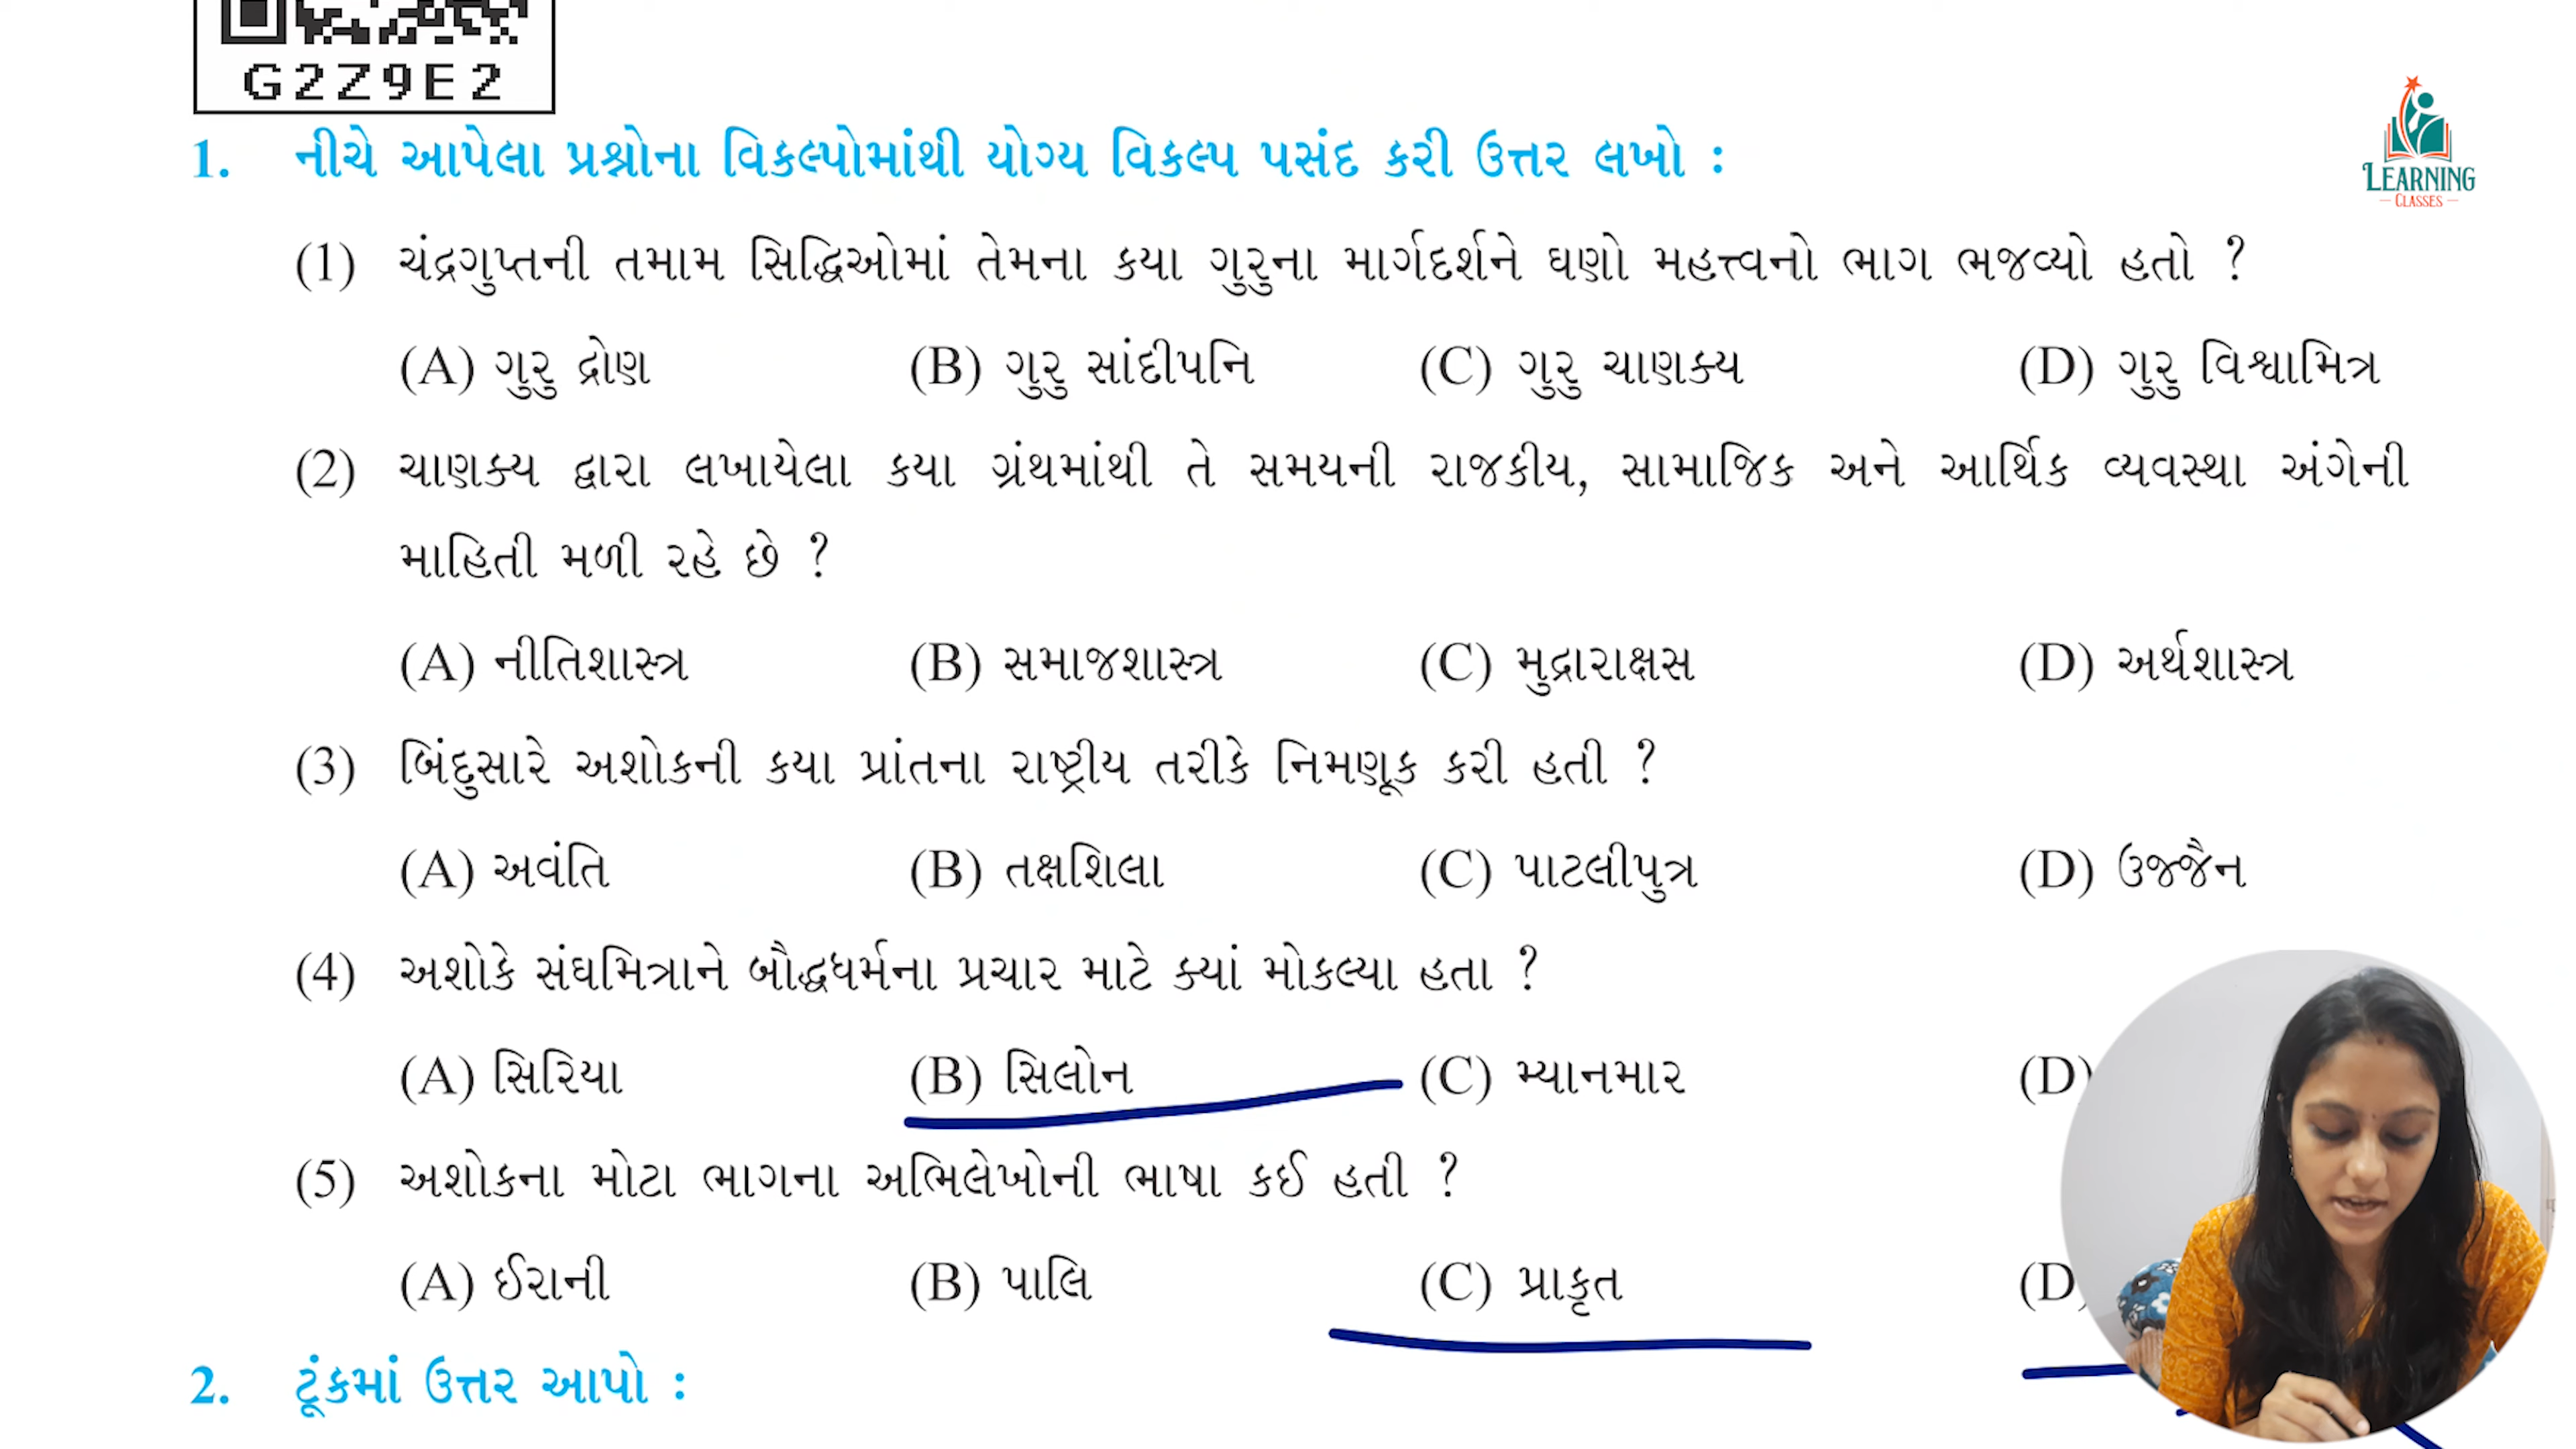 G2Z9E2
LEARNING
CLASSES
1. નીચે આપેલા પ્રશ્નોના વિકલ્પોમાંથી યોગ્ય વિકલ્પ પસંદ કરી ઉત્તર લખો :
(1) ચંદ્રગુપ્તની તમામ સિદ્ધિઓમાં તેમના કયા ગુરુના માર્ગદર્શને ઘણો મહત્ત્વનો ભાગ ભજવ્યો હતો ?
(A) ગુરુ દ્રોણ (B) ગુરુ સાંદીપનિ (C) ગુરુ ચાણક્ય (D) ગુરુ વિશ્વામિત્ર
(2) ચાણક્ય દ્વારા લખાયેલા કયા ગ્રંથમાંથી તે સમયની રાજકીય, સામાજિક અને આર્થિક વ્યવસ્થા અંગેની
માહિતી મળી રહે છે ?
(A) નીતિશાસ્ત્ર (B) સમાજશાસ્ત્ર (C) મુદ્રારાક્ષસ (D) અર્થશાસ્ત્ર
(3) બિંદુસારે અશોકની કયા પ્રાંતના રાષ્ટ્રીય તરીકે નિમણૂક કરી હતી ?
(A) અવંતિ (B) તક્ષશિલા (C) પાટલીપુત્ર (D) ઉજ્જૈન
(4) અશોકે સંઘમિત્રાને બૌદ્ધધર્મના પ્રચાર માટે ક્યાં મોકલ્યા હતા ?
(A) સિરિયા (B) સિલોન (C) મ્યાનમાર (D)
(5) અશોકના મોટા ભાગના અભિલેખોની ભાષા કઈ હતી ?
(A) ઈરાની (B) પાલિ (C) પ્રાકૃત (D)
2. ટૂંકમાં ઉત્તર આપો :